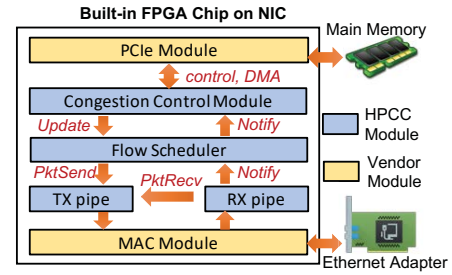 Built-in FPGA Chip on NIC
PCIe Module
Main Memory
control, DMA
Congestion Control Module
Update
Notify
HPCC
Module
Flow Scheduler
PktSend
PktRecv
Notify
Vendor
Module
TX pipe
RX pipe
MAC Module
Ethernet Adapter